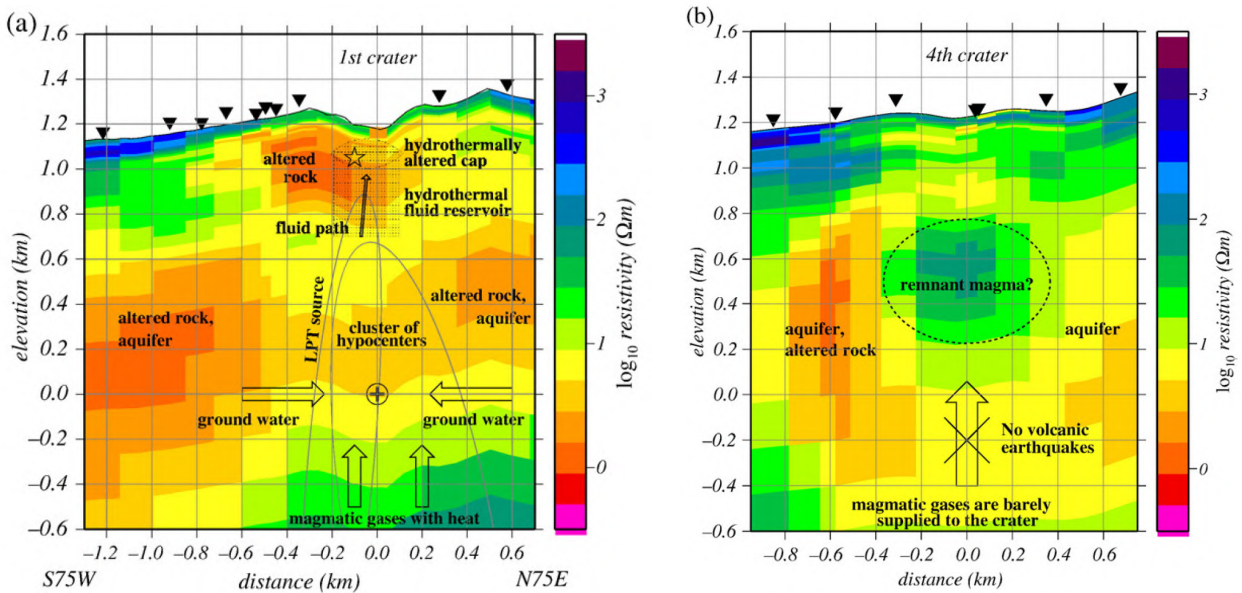 (a)
1st crater
1.6
1.4
1.2
1.0
0.8
0.6
0.4
0.2
0.0
−0.2
−0.4
−0.6
elevation (km)
altered
rock
hydrothermally
altered cap
hydrothermal
fluid reservoir
fluid path
LPT source
altered rock,
aquifer
cluster of
hypocenters
altered rock,
aquifer
ground water
ground water
magmatic gases with heat
−1.2 −1.0 −0.8 −0.6 −0.4 −0.2 0.0 0.2 0.4 0.6
S75W
distance (km)
N75E
3
2
1
0
log10 resistivity (Ωm)
(b)
4th crater
1.6
1.4
1.2
1.0
0.8
0.6
0.4
0.2
0.0
−0.2
−0.4
−0.6
elevation (km)
remnant magma?
aquifer,
altered rock
aquifer
No volcanic
earthquakes
magmatic gases are barely
supplied to the crater
−0.8 −0.6 −0.4 −0.2 0.0 0.2 0.4 0.6
distance (km)
3
2
1
0
log10 resistivity (Ωm)